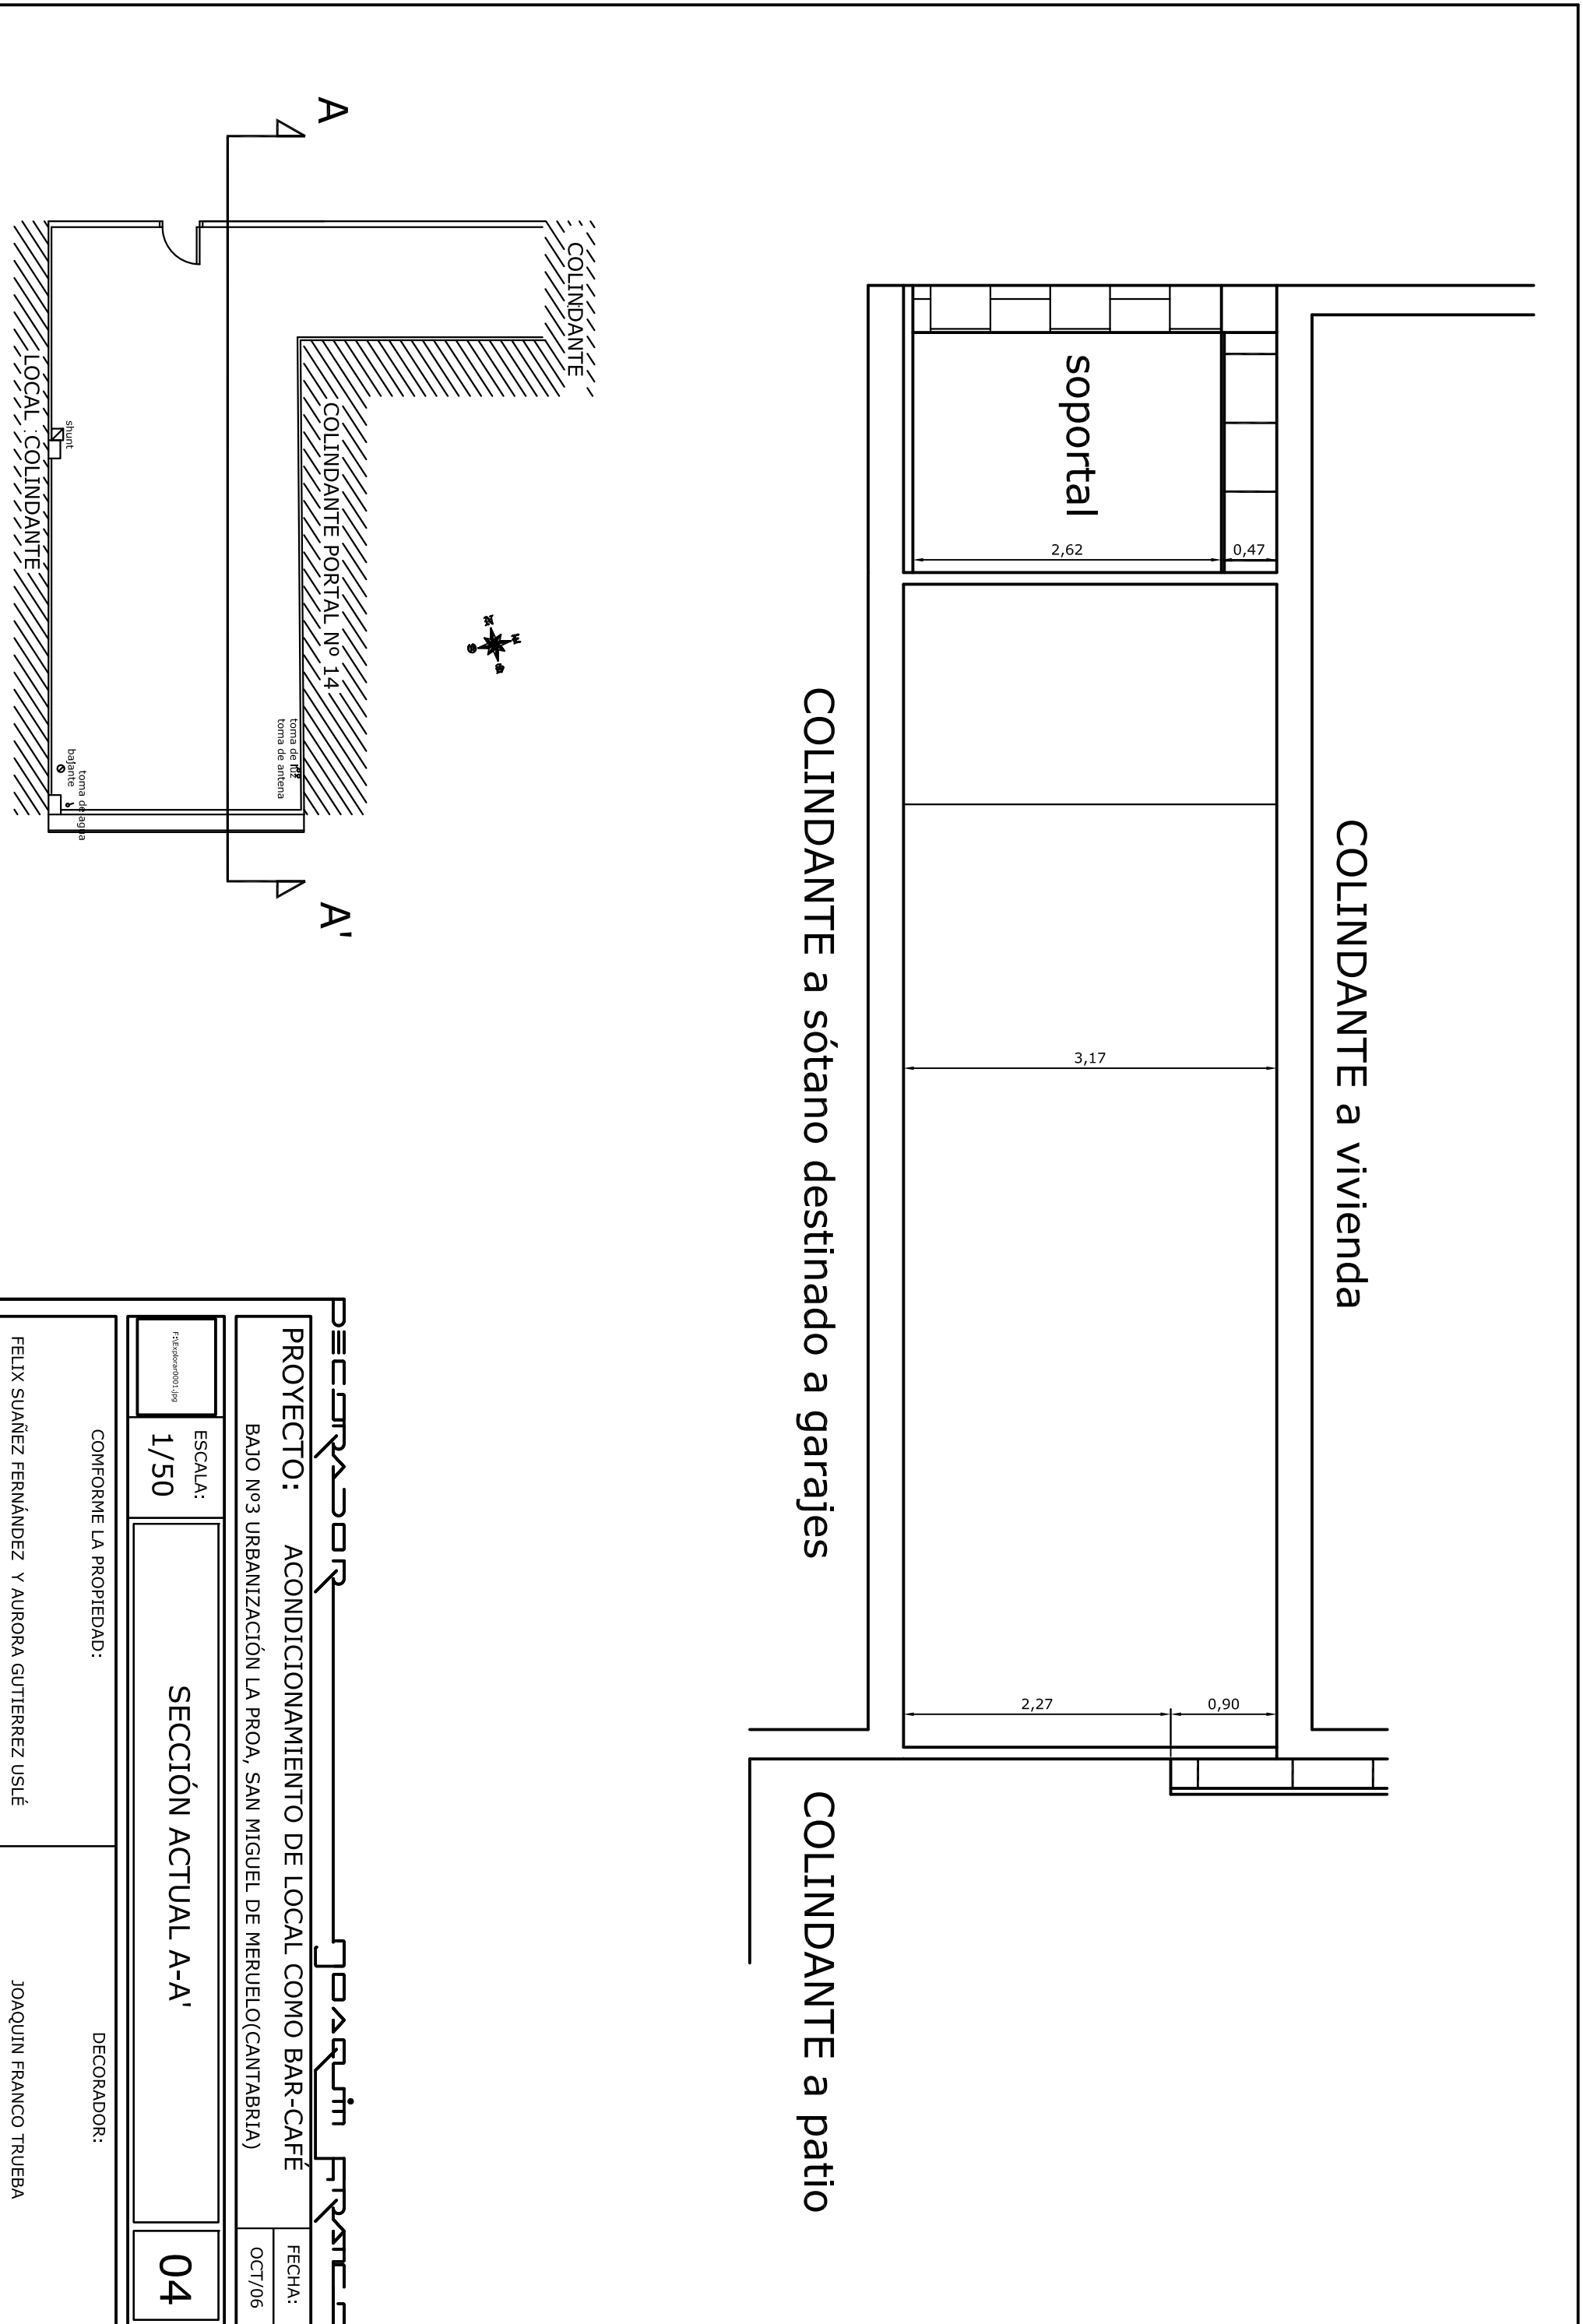 COLINDANTE a vivienda
soportal
2,62
0,47
3,17
2,27
0,90
COLINDANTE a sótano destinado a garajes
COLINDANTE a patio
COLINDANTE
A
A'
COLINDANTE PORTAL Nº 14
toma de luz
toma de antena
shunt
toma de agua
bajante
LOCAL COLINDANTE
PROYECTO: ACONDICIONAMIENTO DE LOCAL COMO BAR-CAFÉ
BAJO Nº3 URBANIZACIÓN LA PROA, SAN MIGUEL DE MERUELO(CANTABRIA)
FECHA:
OCT/06
F:\Explorar0001.jpg
ESCALA:
1/50
SECCIÓN ACTUAL A-A'
04
COMFORME LA PROPIEDAD:
DECORADOR:
FELIX SUAÑEZ FERNÁNDEZ Y AURORA GUTIERREZ USLÉ
JOAQUIN FRANCO TRUEBA